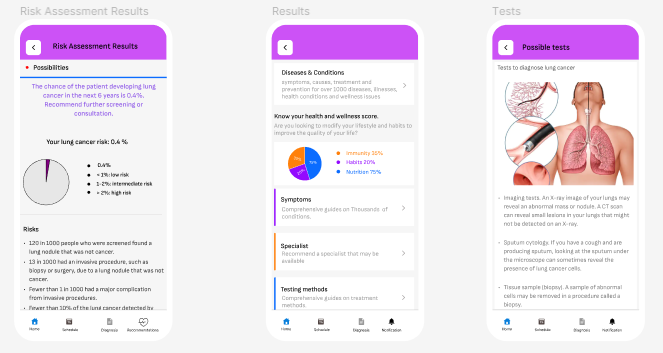 Risk Assessment Results
Risk Assessment Results
Possibilities
The chance of the patient developing lung
cancer in the next 6 years is 0.4%.
Recommend further screening or
consultation.
Your lung cancer risk: 0.4 %
0.4%
< 1%: low risk
1-2%: intermediate risk
> 2%: high risk
Risks
120 in 1000 people who were screened found a
lung nodule that was not cancer.
13 in 1000 had an invasive procedure, such as
biopsy or surgery, due to a lung nodule that was not
cancer.
Fewer than 1 in 1000 had a major complication
from invasive procedures.
Fewer than 10% of the lung cancer detected by
Home
Schedule
Diagnosis
Recommendations
Results
Diseases & Conditions
symptoms, causes, treatment and
prevention for over 1000 diseases, illnesses,
health conditions and wellness issues
Know your health and wellness score.
Are you looking to modify your lifestyle and habits to
improve the quality of your life?
Habits 20%
Nutrition 75%
Symptoms
Comprehensive guides on Thousands of
conditions.
Specialist
Recommend a specialist that may be
available
Testing methods
Comprehensive guides on treatment
methods.
Home
Schedule
Diagnosis
Notification
Tests
Possible tests
Tests to diagnose lung cancer
Imaging tests. An X-ray image of your lungs may
reveal an abnormal mass or nodule. A CT scan
can reveal small lesions in your lungs that might
not be detected on an X-ray.
Sputum cytology. If you have a cough and are
producing sputum, looking at the sputum under
the microscope can sometimes reveal the
presence of lung cancer cells.
Tissue sample (biopsy). A sample of abnormal
cells may be removed in a procedure called a
biopsy.
Home
Schedule
Diagnosis
Notification